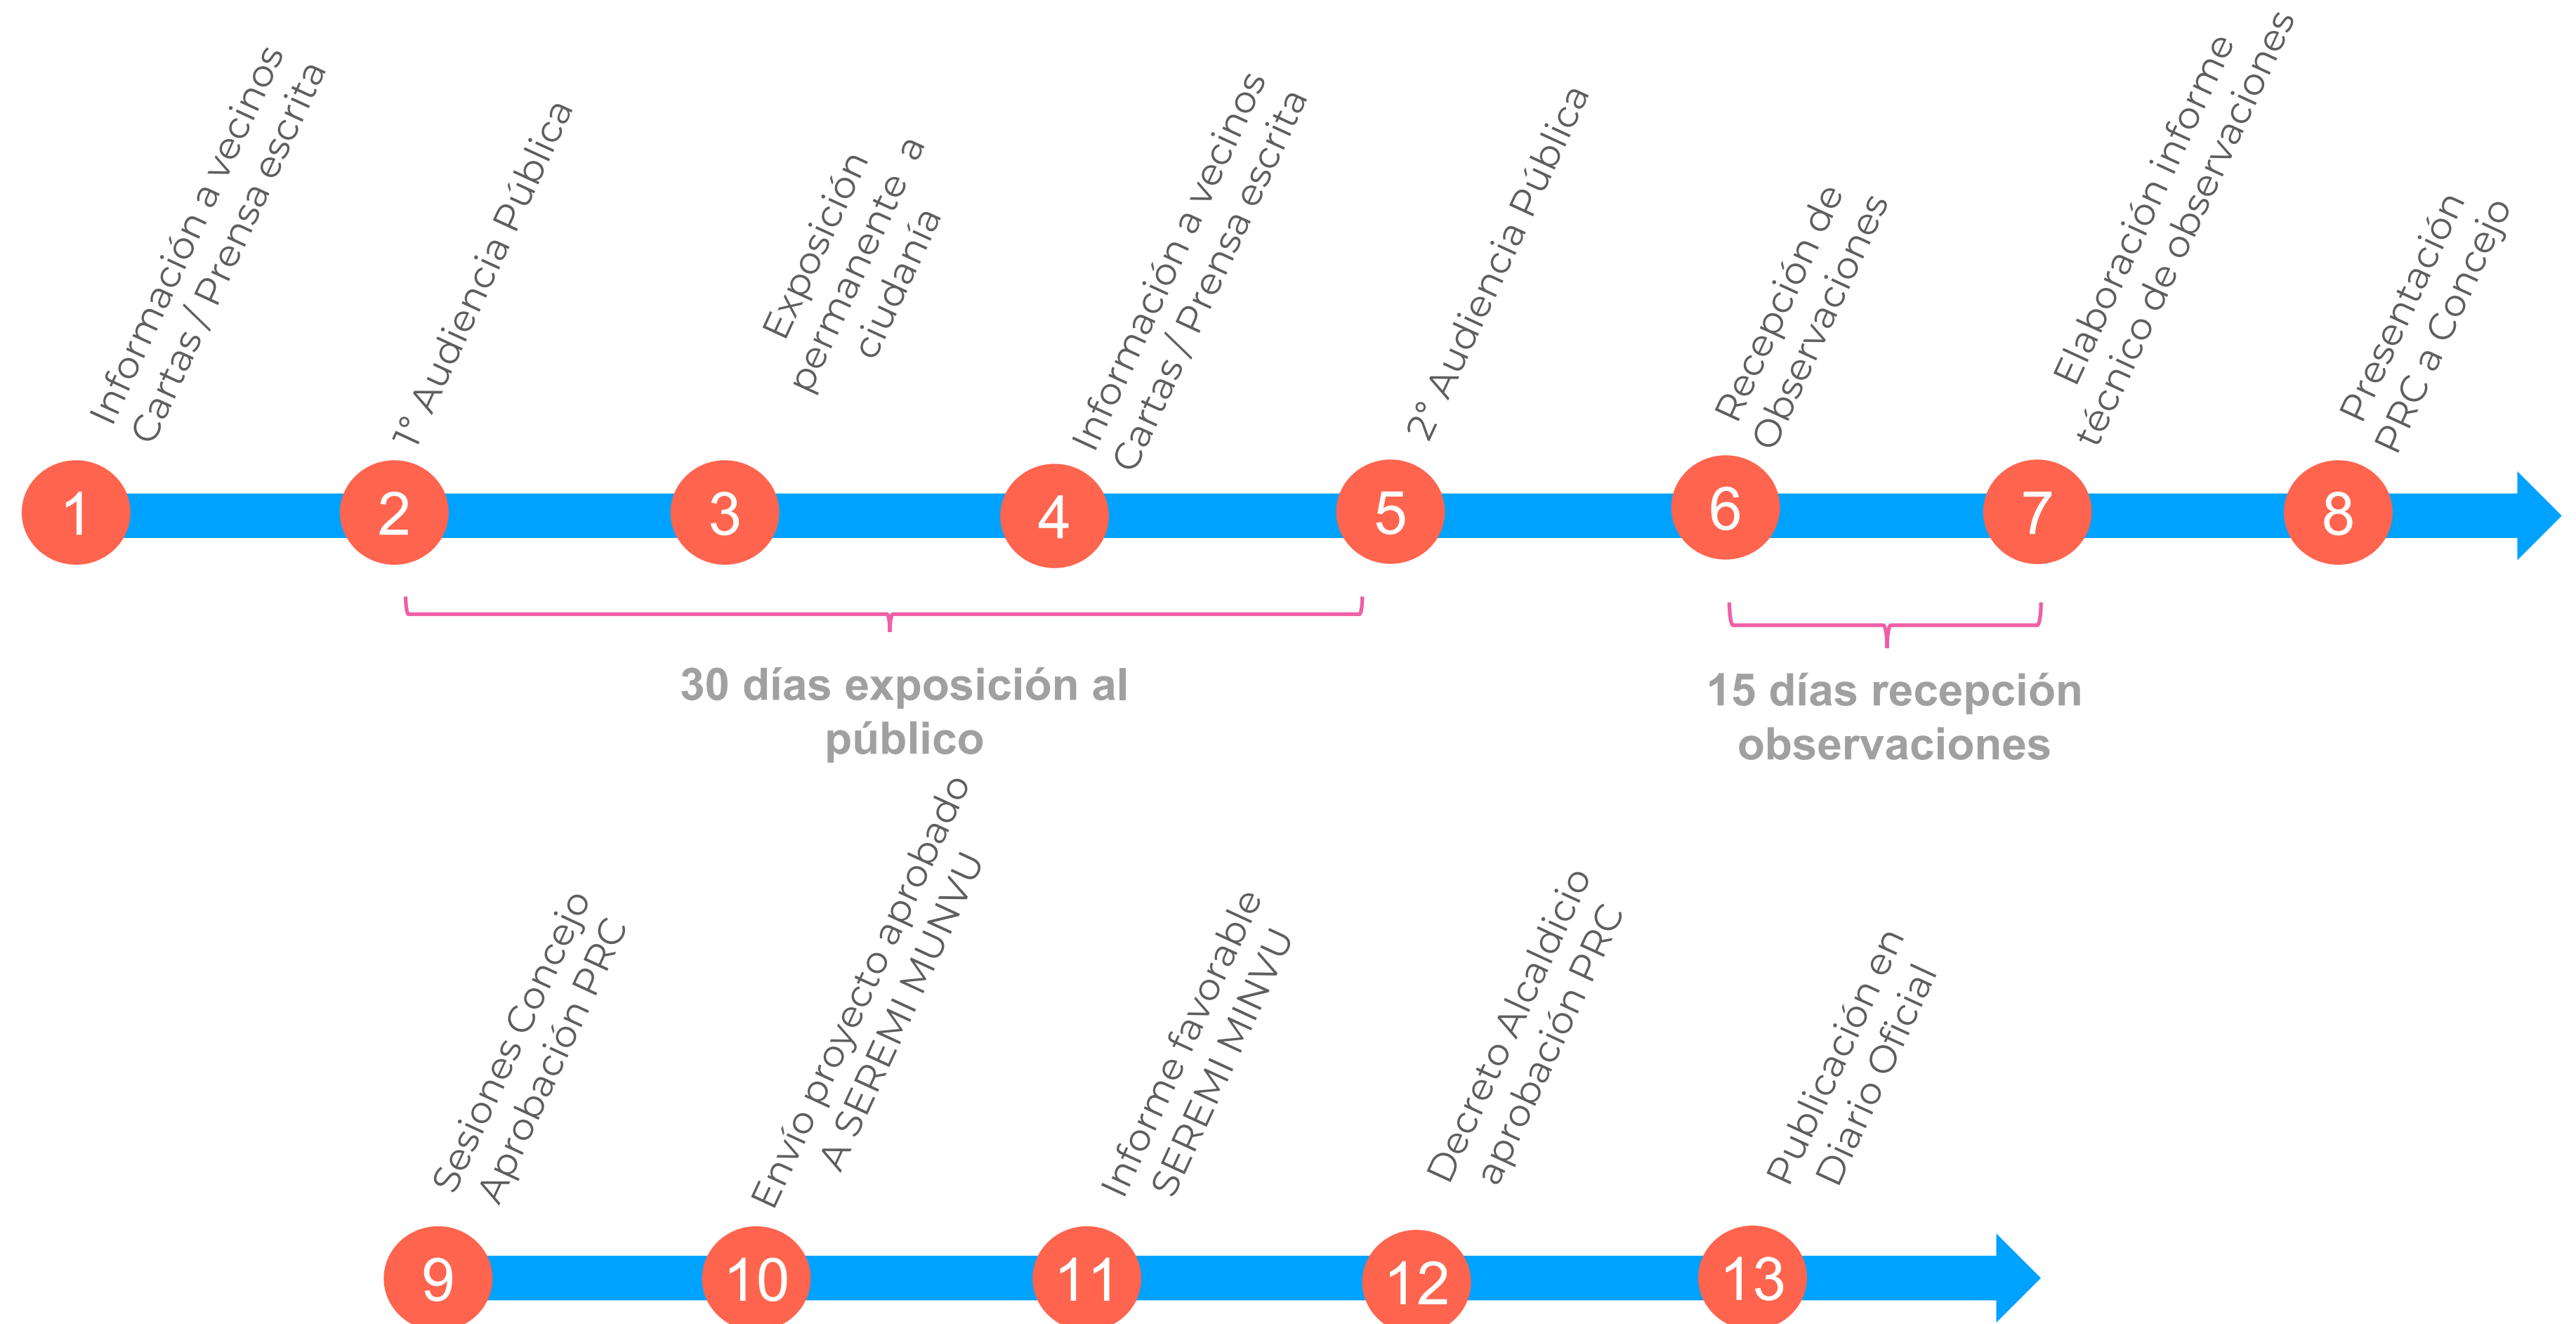 Información a vecinos
Cartas / Prensa escrita
1° Audiencia Pública
Exposición
permanente a
ciudanía
Información a vecinos
Cartas / Prensa escrita
2° Audiencia Pública
Recepción de
Observaciones
Elaboración informe
técnico de observaciones
Presentación
PRC a Concejo
1
2
3
4
5
6
7
8
30 días exposición al
público
15 días recepción
observaciones
Sesiones Concejo
Aprobación PRC
Envío proyecto aprobado
A SEREMI MUNVU
Informe favorable
SEREMI MINVU
Decreto Alcaldicio
aprobación PRC
Publicación en
Diario Oficial
9
10
11
12
13